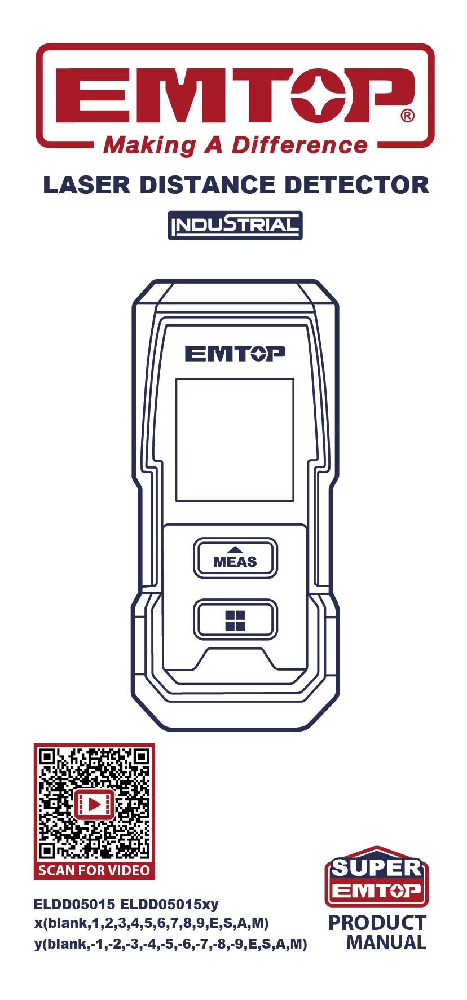 EMTOP®
Making A Difference
LASER DISTANCE DETECTOR
INDUSTRIAL
EMTOP
MEAS
SCAN FOR VIDEO
ELDD05015 ELDD05015xy
x(blank,1,2,3,4,5,6,7,8,9,E,S,A,M)
y(blank,-1,-2,-3,-4,-5,-6,-7,-8,-9,E,S,A,M)
SUPER
EMTOP
PRODUCT
MANUAL